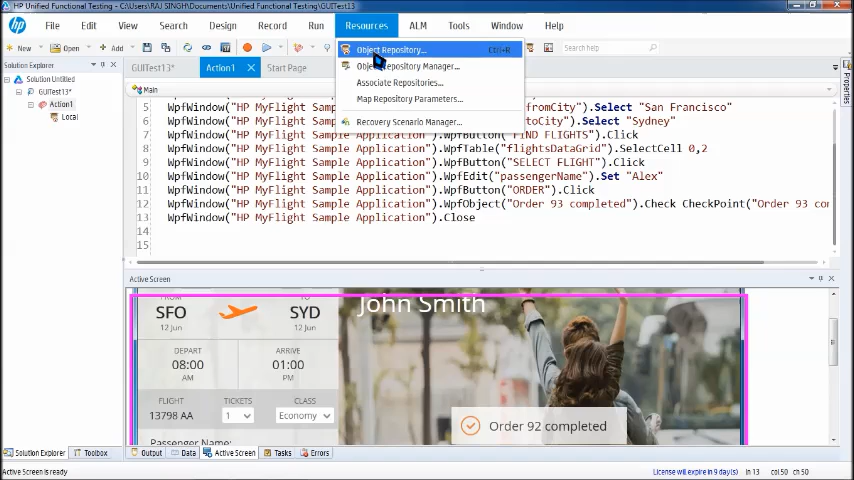 HP Unified Functional Testing - C:\Users\RAJ SINGH\Documents\Unified Functional Testing\GUITest13*
File Edit View Search Design Record Run Resources ALM Tools Window Help
New Open Add Search help
Object Repository... Ctrl+R
Object Repository Manager...
Associate Repositories...
Map Repository Parameters...
Recovery Scenario Manager...
Solution Explorer
Solution Untitled
GUITest13*
Action1
Local
GUITest13* Action1 Start Page
Main
5 WpfWindow("HP MyFlight Sample fromCity").Select "San Francisco"
6 WpfWindow("HP MyFlight Sample toCity").Select "Sydney"
7 WpfWindow("HP MyFlight Sample Application").WpfButton("FIND FLIGHTS").Click
8 WpfWindow("HP MyFlight Sample Application").WpfTable("flightsDataGrid").SelectCell 0,2
9 WpfWindow("HP MyFlight Sample Application").WpfButton("SELECT FLIGHT").Click
10 WpfWindow("HP MyFlight Sample Application").WpfEdit("passengerName").Set "Alex"
11 WpfWindow("HP MyFlight Sample Application").WpfButton("ORDER").Click
12 WpfWindow("HP MyFlight Sample Application").WpfObject("Order 93 completed").Check CheckPoint("Order 93 com
13 WpfWindow("HP MyFlight Sample Application").Close
14
15
Active Screen
FROM TO
John Smith
SFO SYD
12 Jun 12 Jun
DEPART ARRIVE
08:00 01:00
AM PM
FLIGHT TICKETS CLASS
13798 AA 1 Economy
Passenger Name:
Order 92 completed
Solution Explorer Toolbox Output Data Active Screen Tasks Errors
Active Screen is ready License will expire in 9 day(s) ln 13 col 50 ch 50